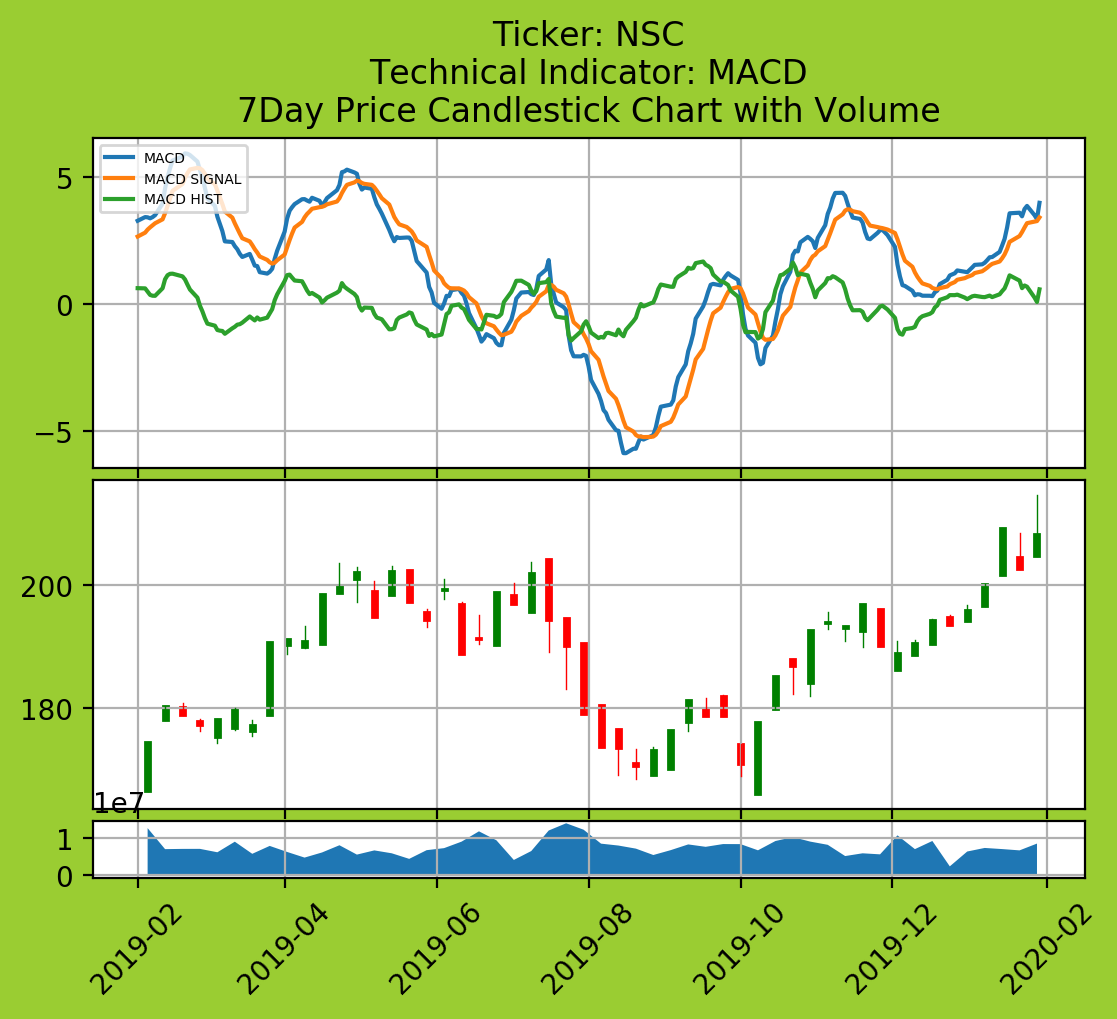 Ticker: NSC
Technical Indicator: MACD
7Day Price Candlestick Chart with Volume
MACD
MACD SIGNAL
MACD HIST
5
0
−5
200
180
1e7
1
0
2019-02
2019-04
2019-06
2019-08
2019-10
2019-12
2020-02